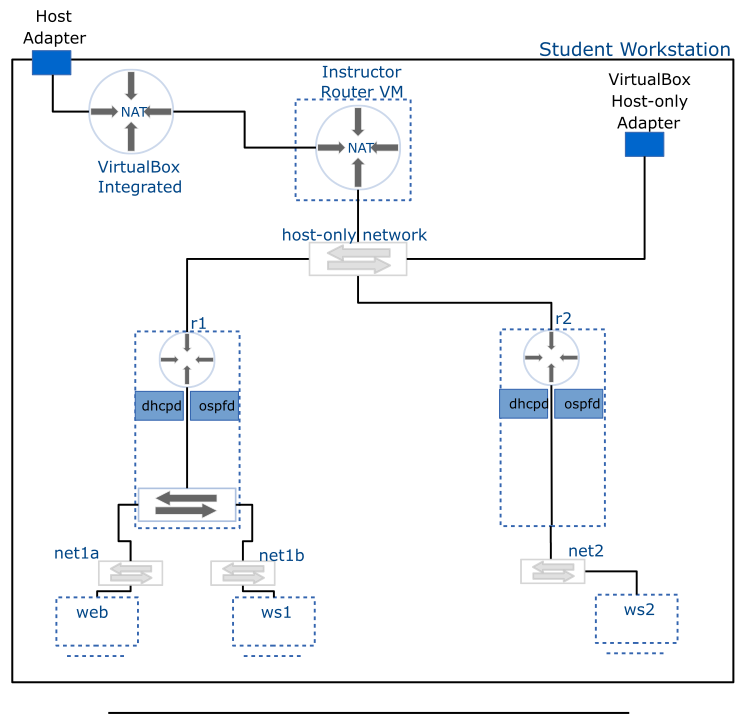 Host
Adapter
Student Workstation
Instructor
Router VM
VirtualBox
Host-only
Adapter
NAT
NAT
VirtualBox
Integrated
host-only network
r1
r2
dhcpd
ospfd
dhcpd
ospfd
net1a
net1b
net2
web
ws1
ws2